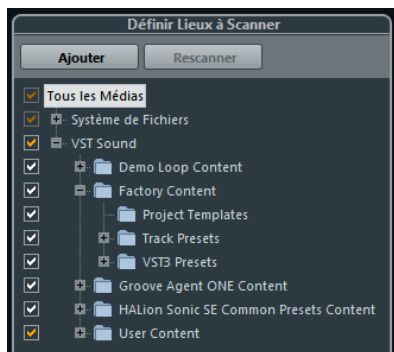 Définir Lieux à Scanner
Ajouter Rescanner
Tous les Médias
Système de Fichiers
VST Sound
Demo Loop Content
Factory Content
Project Templates
Track Presets
VST3 Presets
Groove Agent ONE Content
HALion Sonic SE Common Presets Content
User Content